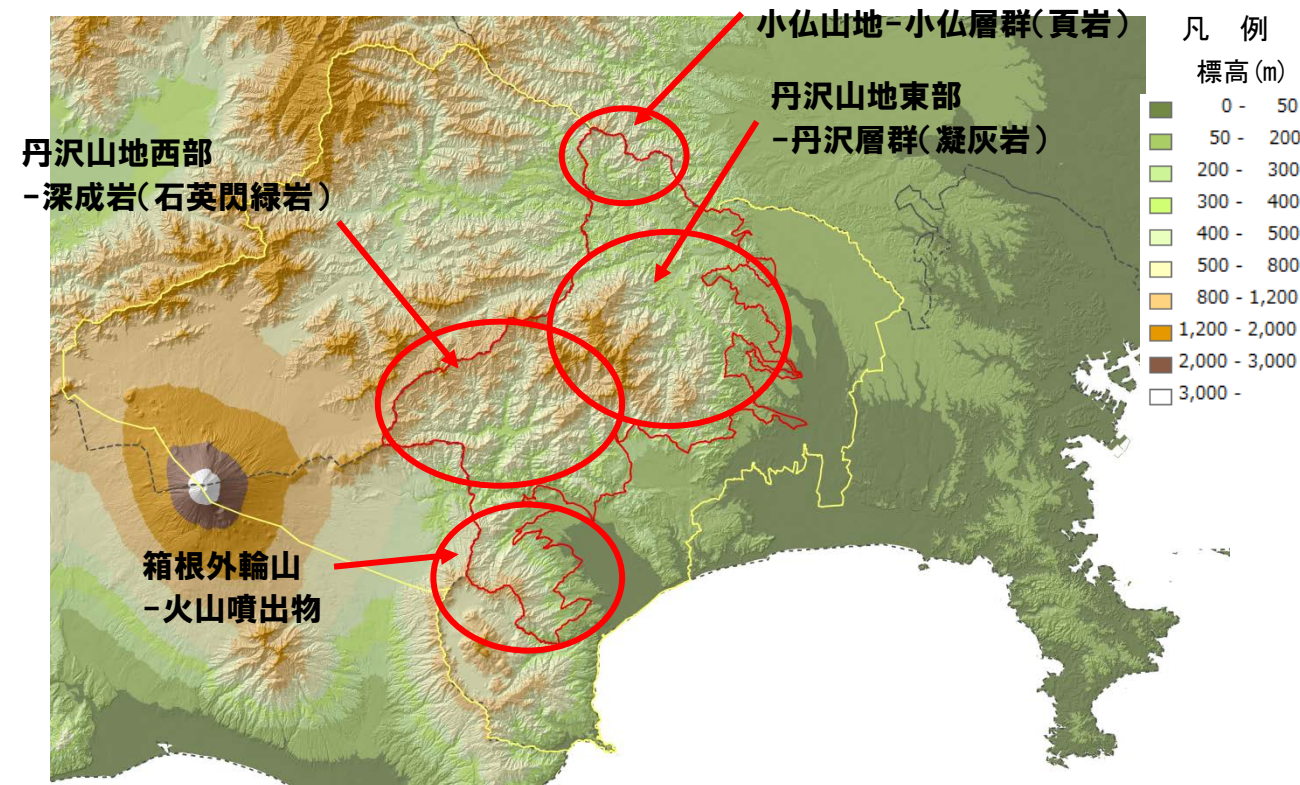 小仏山地-小仏層群(頁岩)
丹沢山地東部
-丹沢層群(凝灰岩)
丹沢山地西部
-深成岩(石英閃緑岩)
箱根外輪山
-火山噴出物
凡 例
標高(m)
0 - 50
50 - 200
200 - 300
300 - 400
400 - 500
500 - 800
800 - 1,200
1,200 - 2,000
2,000 - 3,000
3,000 -